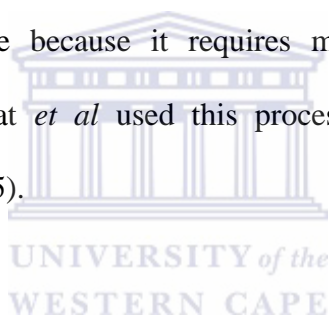 e because it requires m
at et al used this proces
5).
UNIVERSITY of the
WESTERN CAPE